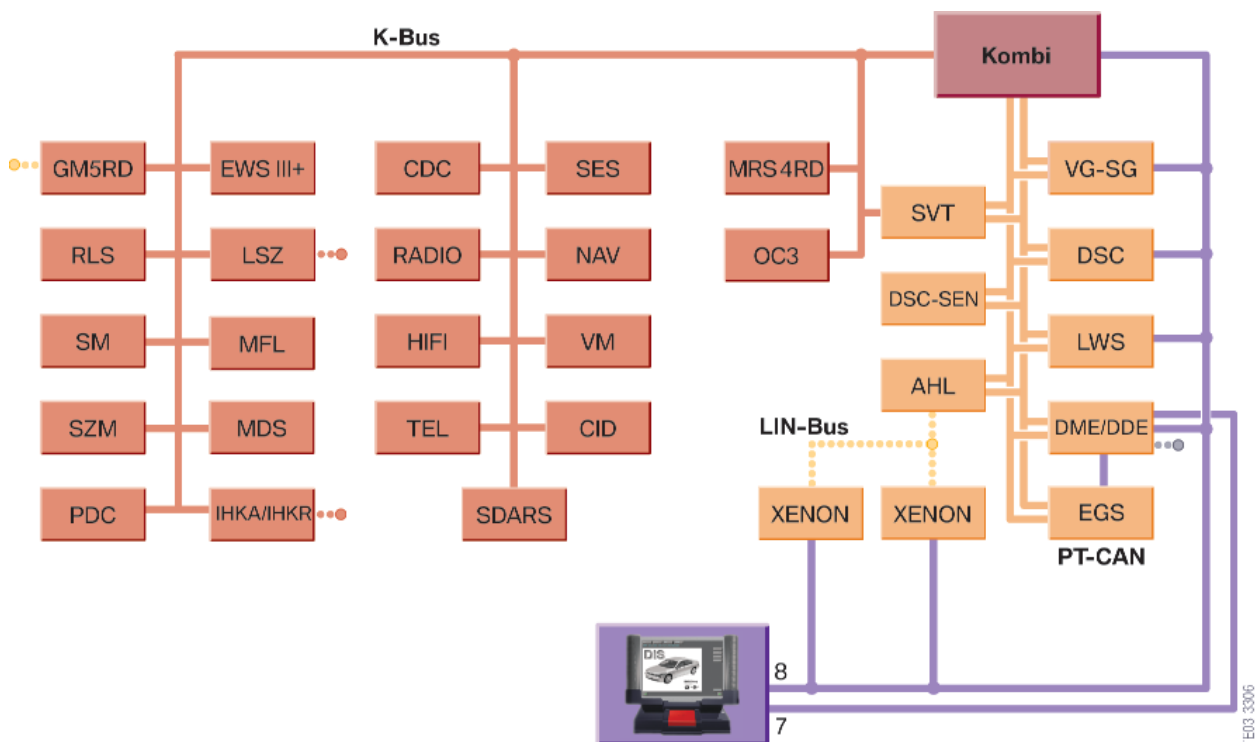 K-Bus
Kombi
GM5RD
EWS III+
CDC
SES
MRS 4RD
VG-SG
SVT
RLS
LSZ
RADIO
NAV
OC3
DSC
DSC-SEN
SM
MFL
HIFI
VM
LWS
AHL
SZM
MDS
TEL
CID
LIN-Bus
DME/DDE
PDC
IHKA/IHKR
SDARS
XENON
XENON
EGS
PT-CAN
DIS
8
7